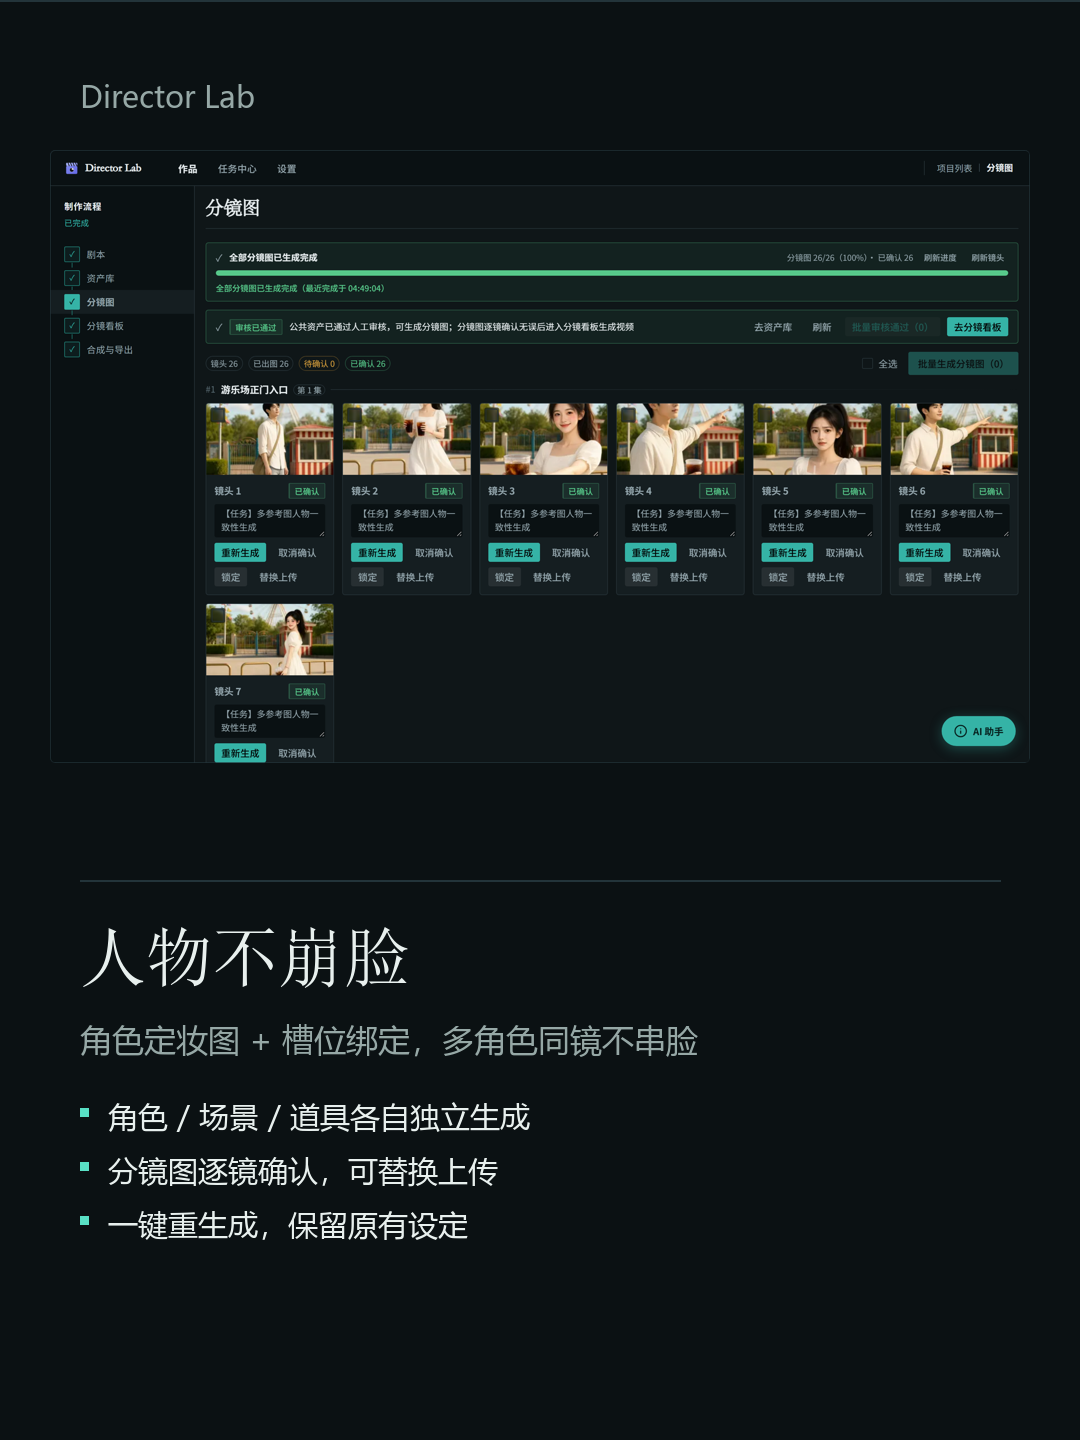 Director Lab
Director Lab 作品 任务中心 设置 项目列表 分镜图
制作流程
已完成
剧本
资产库
分镜图
分镜看板
合成与导出
分镜图
全部分镜图已生成完成 分镜图 26/26（100%）· 已确认 26 刷新进度 刷新镜头
全部分镜图已生成完成（最近完成于 04:49:04）
审核已通过 公共资产已通过人工审核，可生成分镜图；分镜图逐镜确认无误后进入分镜看板生成视频 去资产库 刷新 批量审核通过（0） 去分镜看板
镜头 26 已出图 26 待确认 0 已确认 26 全选 批量生成分镜图（0）
#1 游乐场正门入口 第 1 集
镜头 1 已确认 镜头 2 已确认 镜头 3 已确认 镜头 4 已确认 镜头 5 已确认 镜头 6 已确认
【任务】多参考图人物一 【任务】多参考图人物一 【任务】多参考图人物一 【任务】多参考图人物一 【任务】多参考图人物一 【任务】多参考图人物一
致性生成 致性生成 致性生成 致性生成 致性生成 致性生成
重新生成 取消确认 重新生成 取消确认 重新生成 取消确认 重新生成 取消确认 重新生成 取消确认 重新生成 取消确认
锁定 替换上传 锁定 替换上传 锁定 替换上传 锁定 替换上传 锁定 替换上传 锁定 替换上传
镜头 7 已确认
【任务】多参考图人物一
致性生成
重新生成 取消确认
AI 助手
人物不崩脸
角色定妆图 + 槽位绑定，多角色同镜不串脸
角色 / 场景 / 道具各自独立生成
分镜图逐镜确认，可替换上传
一键重生成，保留原有设定